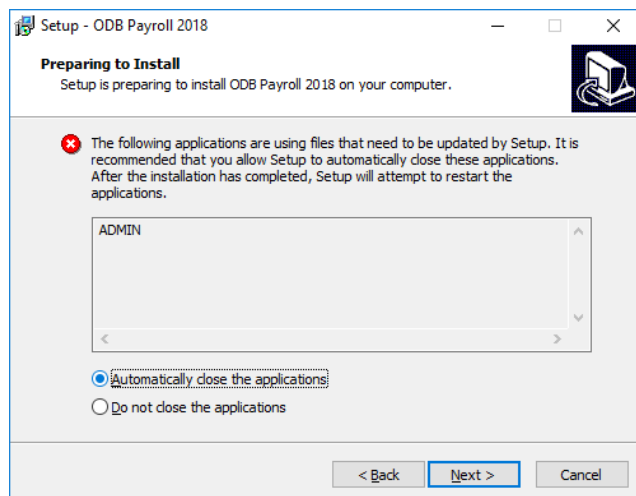 Setup - ODB Payroll 2018
Preparing to Install
Setup is preparing to install ODB Payroll 2018 on your computer.
The following applications are using files that need to be updated by Setup. It is
recommended that you allow Setup to automatically close these applications.
After the installation has completed, Setup will attempt to restart the
applications.
ADMIN
Automatically close the applications
Do not close the applications
< Back
Next >
Cancel